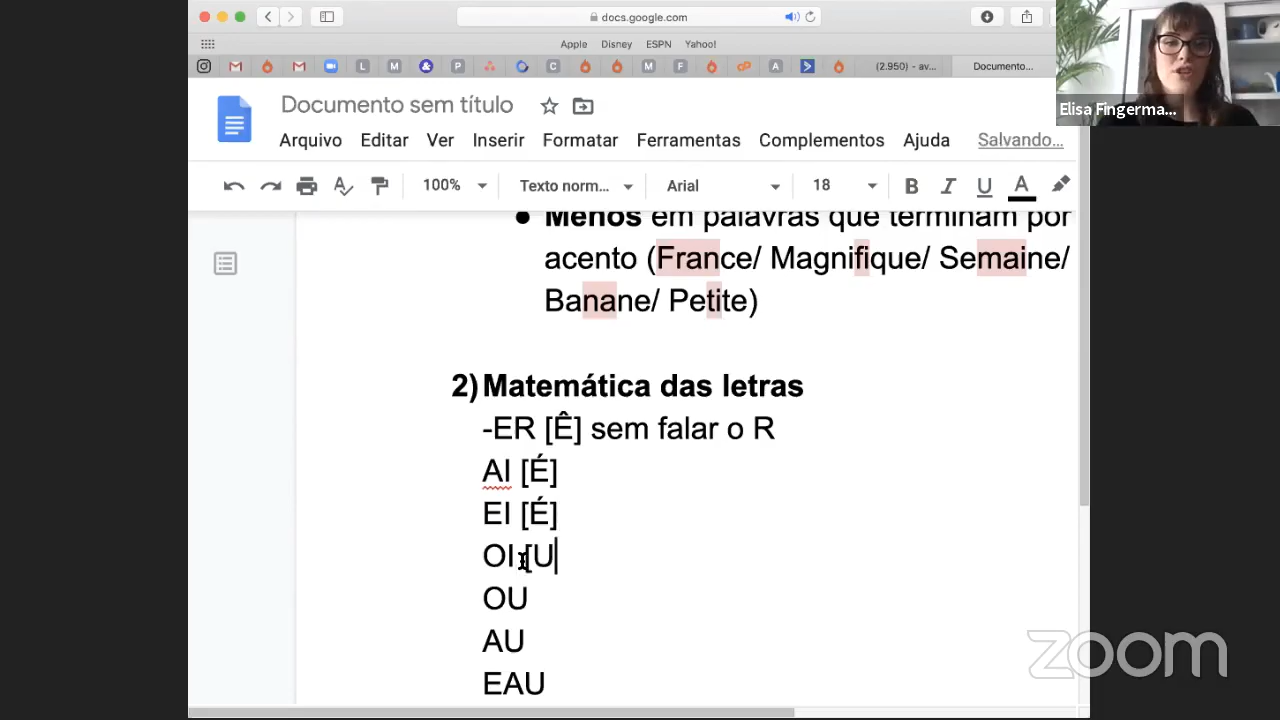 docs.google.com
Apple Disney ESPN Yahoo!
L M P C M F A (2.950) - av... Documento...
Elisa Fingerma...
Documento sem título
Arquivo Editar Ver Inserir Formatar Ferramentas Complementos Ajuda Salvando...
100% Texto norm... Arial 18 B I U A
● Menos em palavras que terminam por
acento (France/ Magnifique/ Semaine/
Banane/ Petite)
2) Matemática das letras
-ER [Ê] sem falar o R
AI [É]
EI [É]
OI [U
OU
AU
EAU
zoom